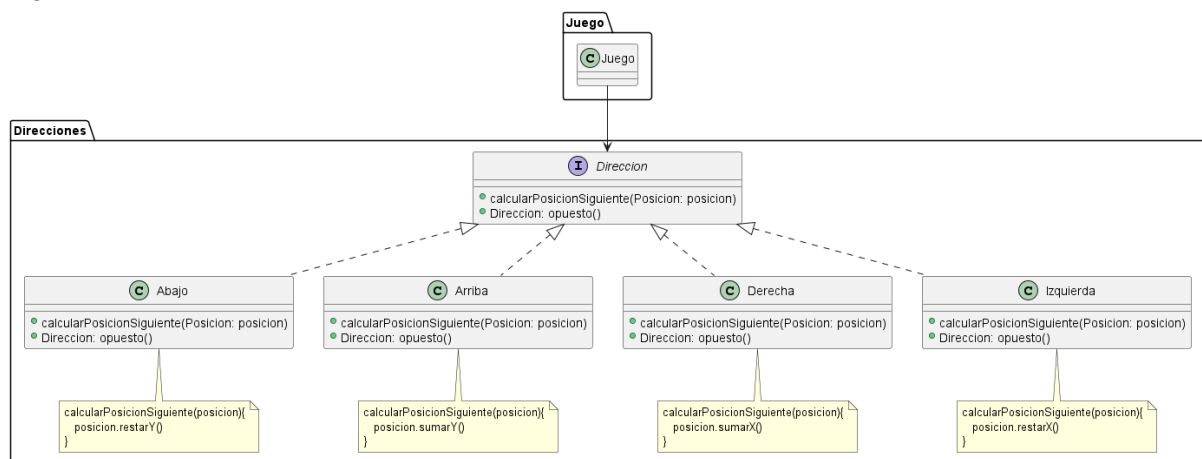 Juego
C Juego
Direcciones
I Direccion
calcularPosicionSiguiente(Posicion: posicion)
Direccion: opuesto()
C Abajo
calcularPosicionSiguiente(Posicion: posicion)
Direccion: opuesto()
C Arriba
calcularPosicionSiguiente(Posicion: posicion)
Direccion: opuesto()
C Derecha
calcularPosicionSiguiente(Posicion: posicion)
Direccion: opuesto()
C Izquierda
calcularPosicionSiguiente(Posicion: posicion)
Direccion: opuesto()
calcularPosicionSiguiente(posicion){
posicion.restarY()
}
calcularPosicionSiguiente(posicion){
posicion.sumarY()
}
calcularPosicionSiguiente(posicion){
posicion.sumarX()
}
calcularPosicionSiguiente(posicion){
posicion.restarX()
}